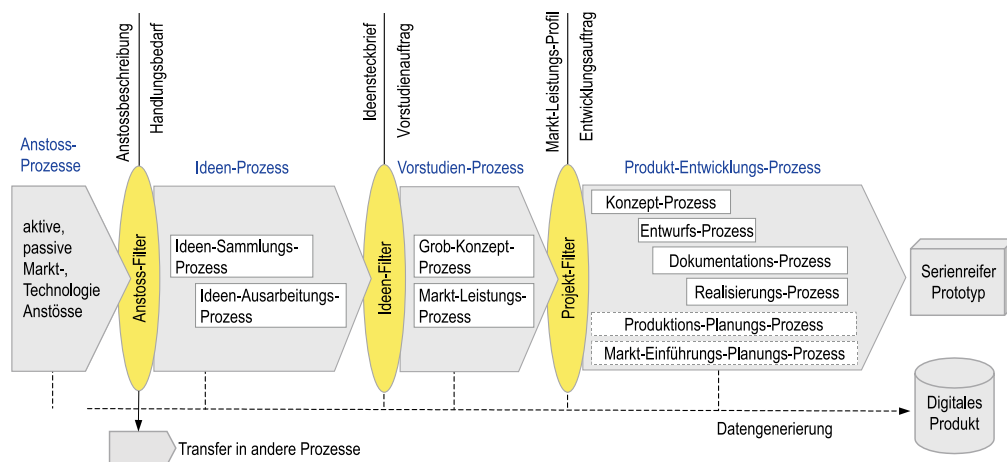 Anstossbeschreibung
Handlungsbedarf
Ideensteckbrief
Vorstudienauftrag
Markt-Leistungs-Profil
Entwicklungsauftrag
Anstoss-
Prozesse
Ideen-Prozess
Vorstudien-Prozess
Produkt-Entwicklungs-Prozess
aktive,
passive
Markt-,
Technologie
Anstösse
Anstoss-Filter
Ideen-Sammlungs-
Prozess
Ideen-Ausarbeitungs-
Prozess
Ideen-Filter
Grob-Konzept-
Prozess
Markt-Leistungs-
Prozess
Projekt-Filter
Konzept-Prozess
Entwurfs-Prozess
Dokumentations-Prozess
Realisierungs-Prozess
Produktions-Planungs-Prozess
Markt-Einführungs-Planungs-Prozess
Serienreifer
Prototyp
Digitales
Produkt
Datengenerierung
Transfer in andere Prozesse